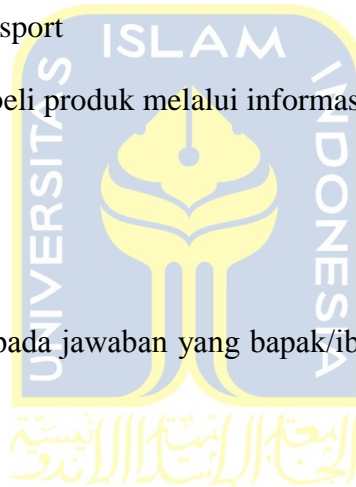 sport
ISLAM
beli produk melalui informas
UNIVERSITAS
INDONESIA
pada jawaban yang bapak/ib